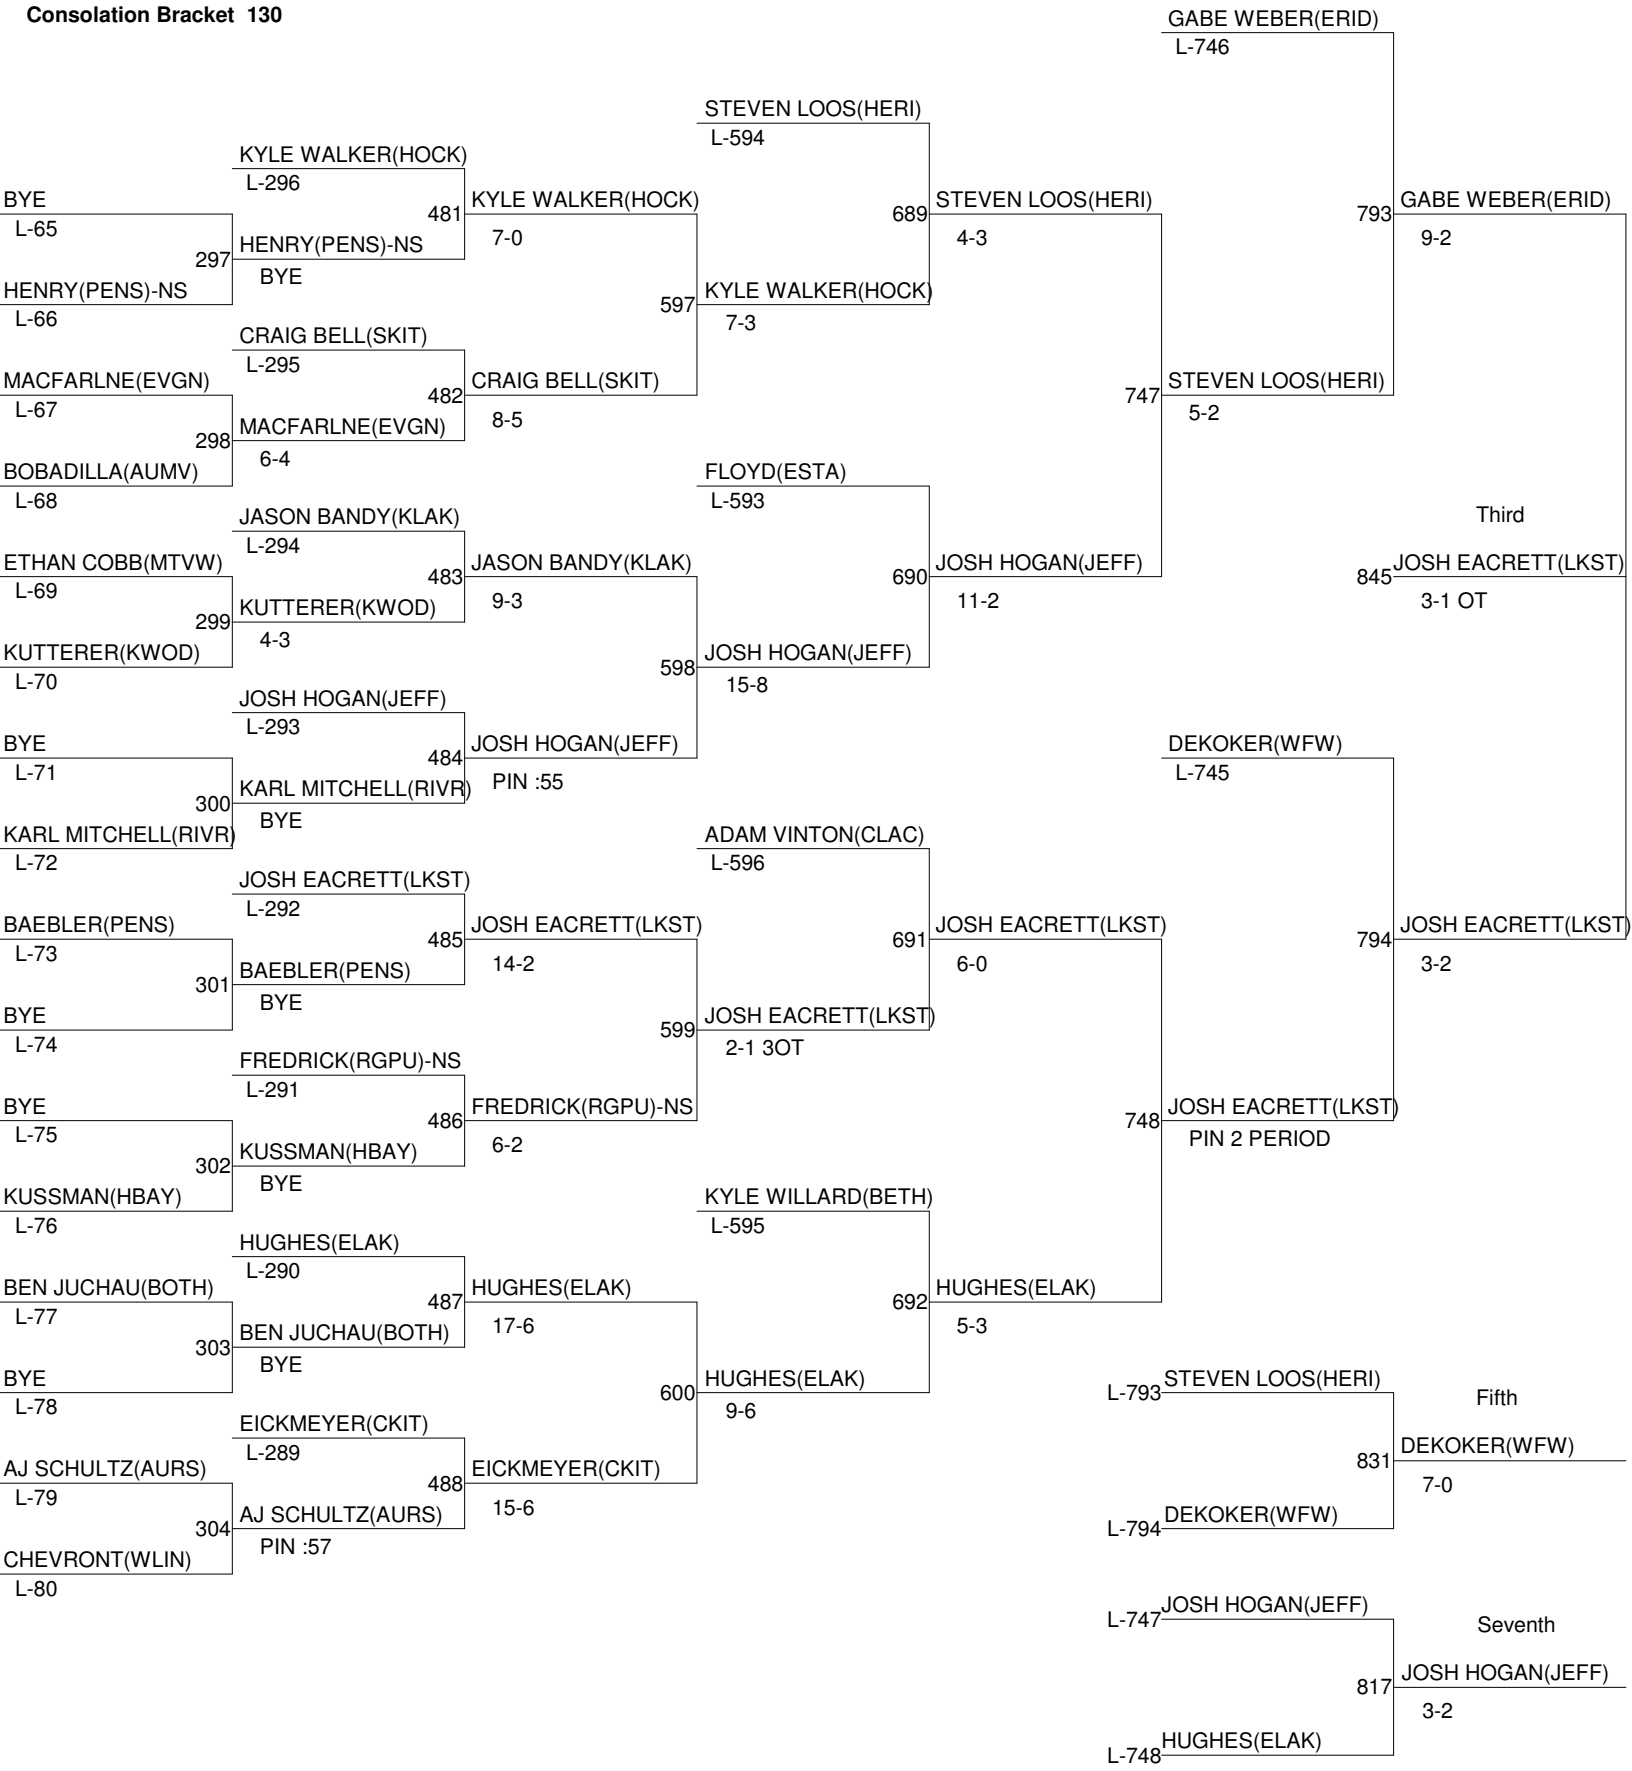 Consolation Bracket 130
GABE WEBER(ERID)
L-746
STEVEN LOOS(HERI)
L-594
KYLE WALKER(HOCK)
L-296
BYE
L-65
481
KYLE WALKER(HOCK)
7-0
689
STEVEN LOOS(HERI)
4-3
793
GABE WEBER(ERID)
9-2
297
HENRY(PENS)-NS
BYE
HENRY(PENS)-NS
L-66
597
KYLE WALKER(HOCK)
7-3
CRAIG BELL(SKIT)
L-295
MACFARLNE(EVGN)
L-67
482
CRAIG BELL(SKIT)
8-5
747
STEVEN LOOS(HERI)
5-2
298
MACFARLNE(EVGN)
6-4
BOBADILLA(AUMV)
L-68
FLOYD(ESTA)
L-593
JASON BANDY(KLAK)
L-294
Third
ETHAN COBB(MTVW)
L-69
483
JASON BANDY(KLAK)
9-3
690
JOSH HOGAN(JEFF)
11-2
845
JOSH EACRETT(LKST)
3-1 OT
299
KUTTERER(KWOD)
4-3
KUTTERER(KWOD)
L-70
598
JOSH HOGAN(JEFF)
15-8
JOSH HOGAN(JEFF)
L-293
BYE
L-71
484
JOSH HOGAN(JEFF)
PIN :55
DEKOKER(WFW)
L-745
300
KARL MITCHELL(RIVR)
BYE
KARL MITCHELL(RIVR)
L-72
ADAM VINTON(CLAC)
L-596
JOSH EACRETT(LKST)
L-292
BAEBLER(PENS)
L-73
485
JOSH EACRETT(LKST)
14-2
691
JOSH EACRETT(LKST)
6-0
794
JOSH EACRETT(LKST)
3-2
301
BAEBLER(PENS)
BYE
BYE
L-74
599
JOSH EACRETT(LKST)
2-1 3OT
FREDRICK(RGPU)-NS
L-291
BYE
L-75
486
FREDRICK(RGPU)-NS
6-2
748
JOSH EACRETT(LKST)
PIN 2 PERIOD
302
KUSSMAN(HBAY)
BYE
KUSSMAN(HBAY)
L-76
KYLE WILLARD(BETH)
L-595
HUGHES(ELAK)
L-290
BEN JUCHAU(BOTH)
L-77
487
HUGHES(ELAK)
17-6
692
HUGHES(ELAK)
5-3
303
BEN JUCHAU(BOTH)
BYE
BYE
L-78
600
HUGHES(ELAK)
9-6
L-793
STEVEN LOOS(HERI)
Fifth
EICKMEYER(CKIT)
L-289
831
DEKOKER(WFW)
7-0
AJ SCHULTZ(AURS)
L-79
488
EICKMEYER(CKIT)
15-6
304
AJ SCHULTZ(AURS)
PIN :57
L-794
DEKOKER(WFW)
CHEVRONT(WLIN)
L-80
L-747
JOSH HOGAN(JEFF)
Seventh
817
JOSH HOGAN(JEFF)
3-2
L-748
HUGHES(ELAK)